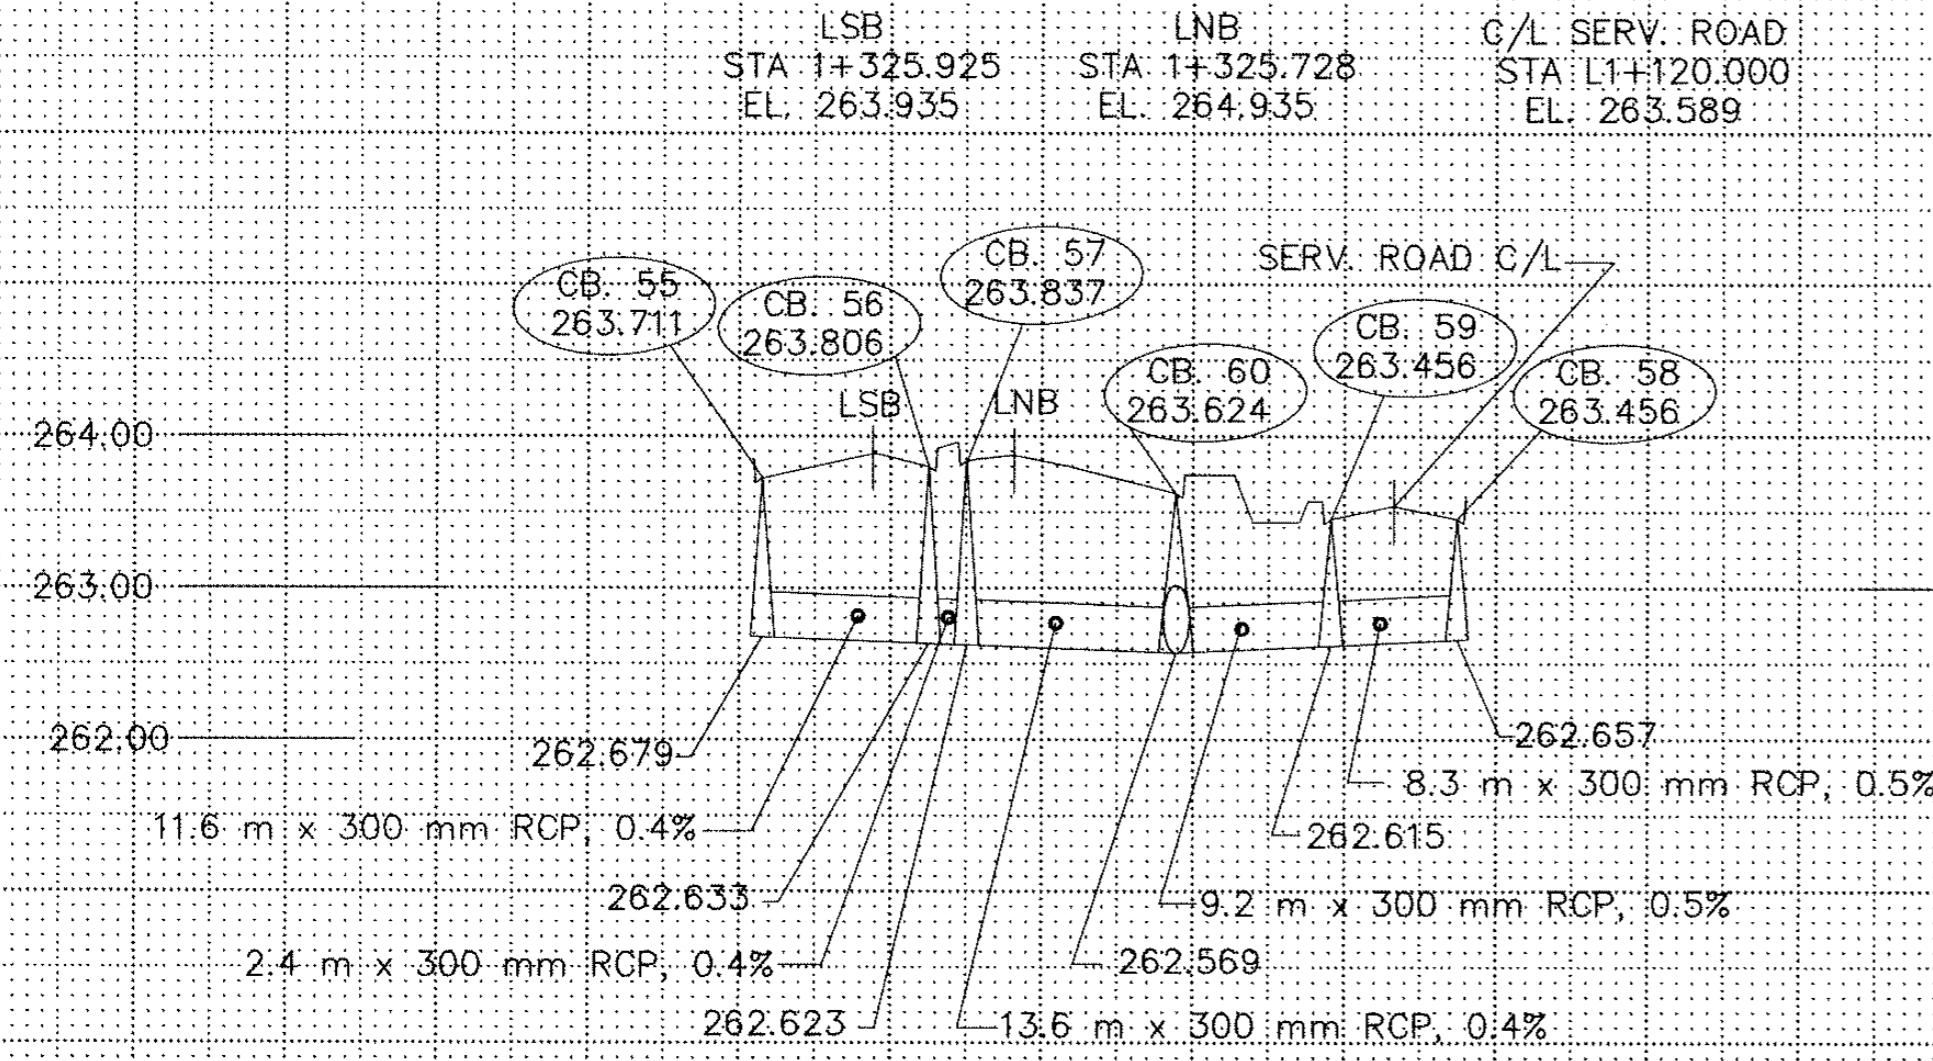 LSB
STA 1+325.925
EL. 263.935
LNB
STA 1+325.728
EL. 264.935
C/L SERV. ROAD
STA L1+120.000
EL. 263.589
CB. 55
263.711
CB. 56
263.806
CB. 57
263.837
SERV. ROAD C/L
CB. 59
263.456
CB. 60
263.624
CB. 58
263.456
LSB
LNB
264.00
263.00
262.00
262.679
262.657
8.3 m x 300 mm RCP, 0.5%
11.6 m x 300 mm RCP, 0.4%
262.615
262.633
9.2 m x 300 mm RCP, 0.5%
2.4 m x 300 mm RCP, 0.4%
262.569
262.623
13.6 m x 300 mm RCP, 0.4%